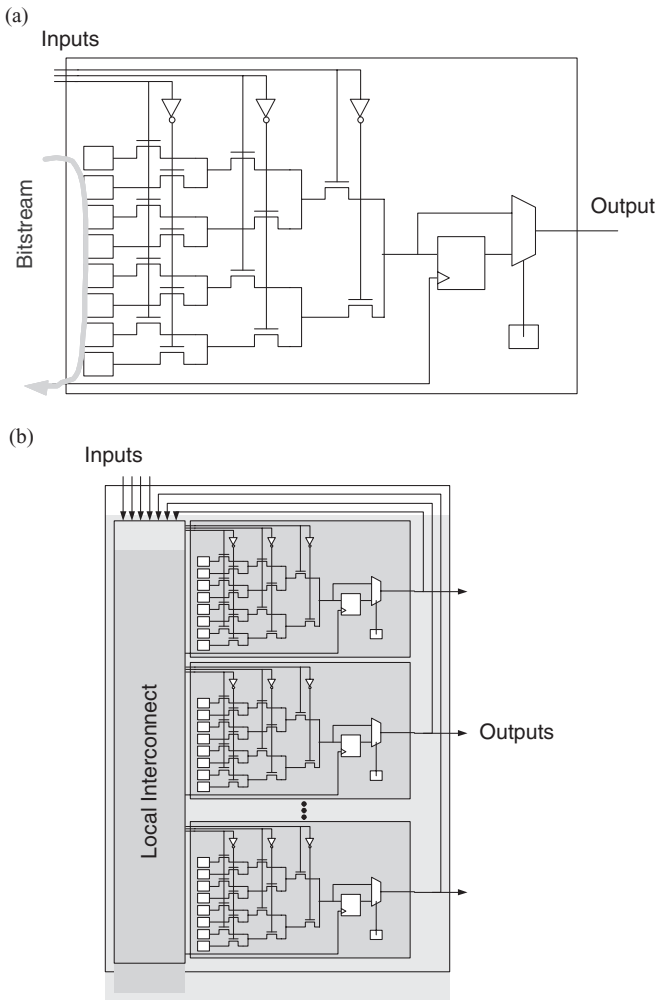 (a)
Inputs
Bitstream
Output
(b)
Inputs
Local Interconnect
Outputs